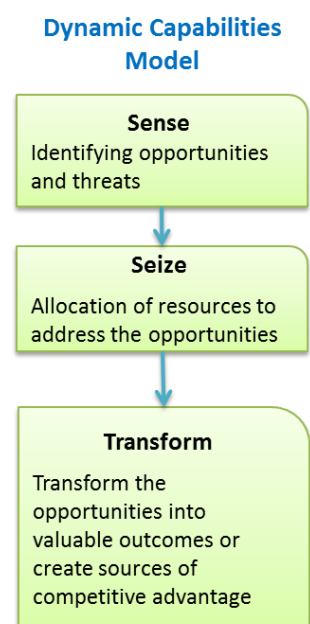 Dynamic Capabilities
Model
Sense
Identifying opportunities
and threats
Seize
Allocation of resources to
address the opportunities
Transform
Transform the
opportunities into
valuable outcomes or
create sources of
competitive advantage